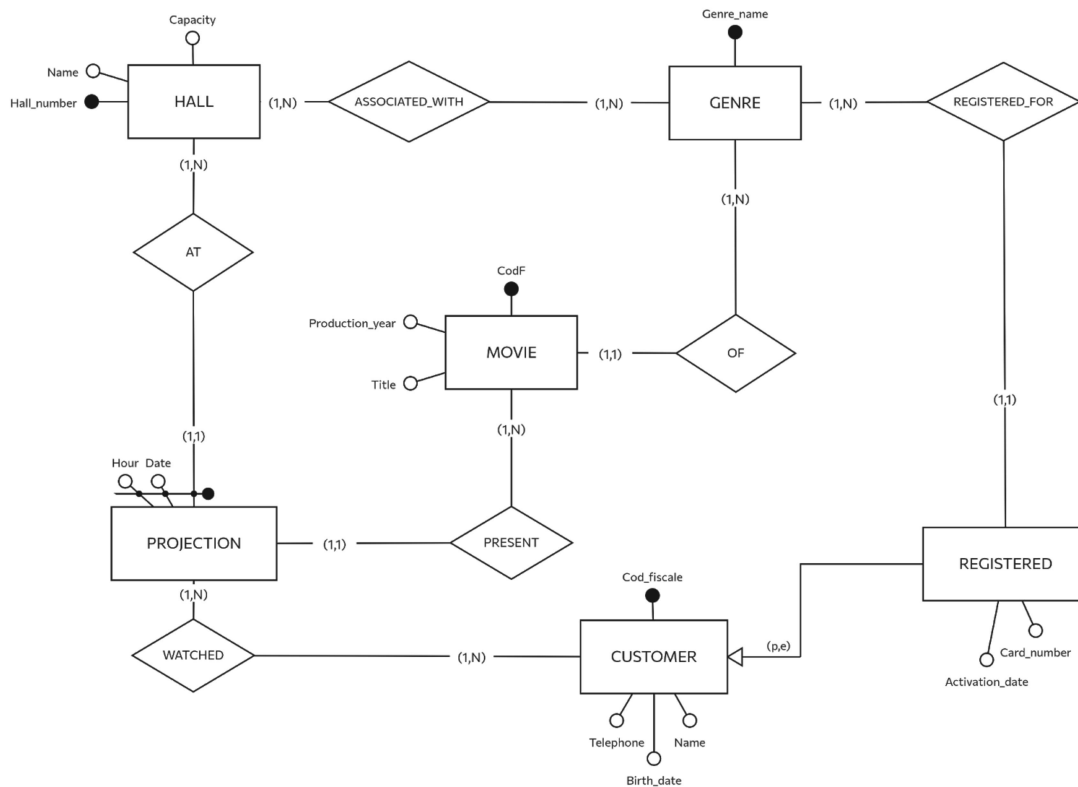 Capacity
Genre_name
Name
Hall_number
HALL
(1,N)
ASSOCIATED_WITH
(1,N)
GENRE
(1,N)
REGISTERED_FOR
(1,N)
(1,N)
AT
CodF
Production_year
MOVIE
(1,1)
OF
Title
(1,1)
(1,N)
(1,1)
Hour
Date
PROJECTION
(1,1)
PRESENT
REGISTERED
Cod_fiscale
(1,N)
WATCHED
(1,N)
CUSTOMER
(p,e)
Card_number
Activation_date
Telephone
Name
Birth_date